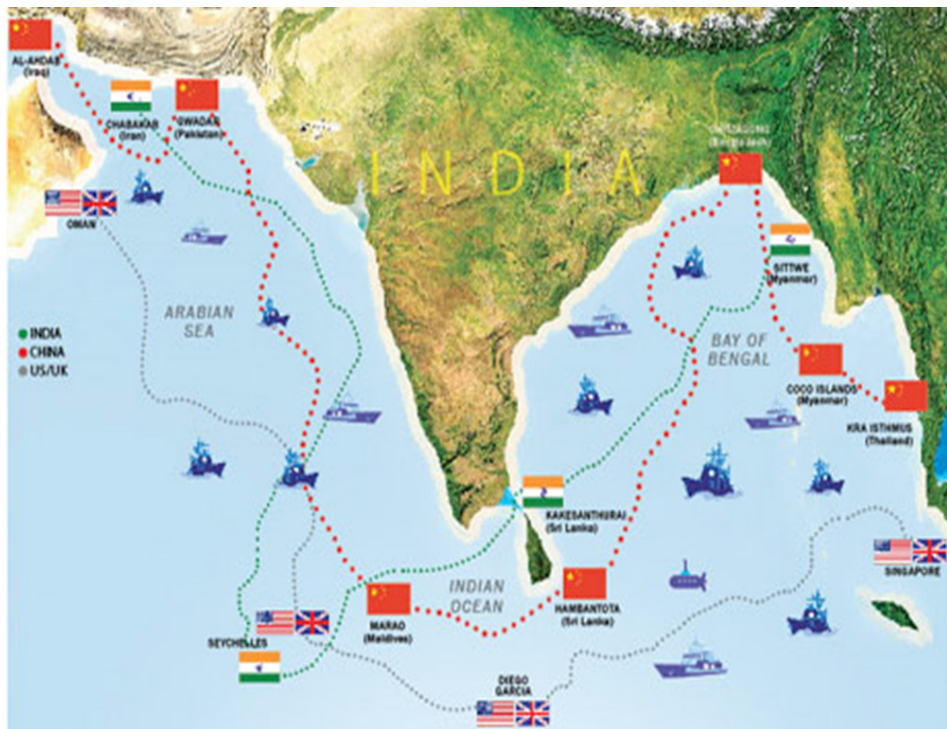 AL-AHDAB
(Iraq)
CHABAHAR
(Iran)
GWADAR
(Pakistan)
CHITTAGONG
(Bangladesh)
INDIA
OMAN
SITTWE
(Myanmar)
ARABIAN
SEA
INDIA
CHINA
US/UK
BAY OF
BENGAL
COCO ISLANDS
(Myanmar)
KRA ISTHMUS
(Thailand)
KAKESANTHURAI
(Sri Lanka)
SINGAPORE
INDIAN
OCEAN
MARAO
(Maldives)
HAMBANTOTA
(Sri Lanka)
SEYCHELLES
DIEGO
GARCIA